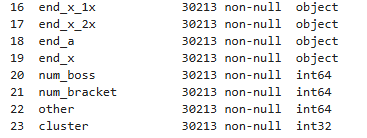 16 end_x_1x 30213 non-null object
17 end_x_2x 30213 non-null object
18 end_a 30213 non-null object
19 end_x 30213 non-null object
20 num_boss 30213 non-null int64
21 num_bracket 30213 non-null int64
22 other 30213 non-null int64
23 cluster 30213 non-null int32